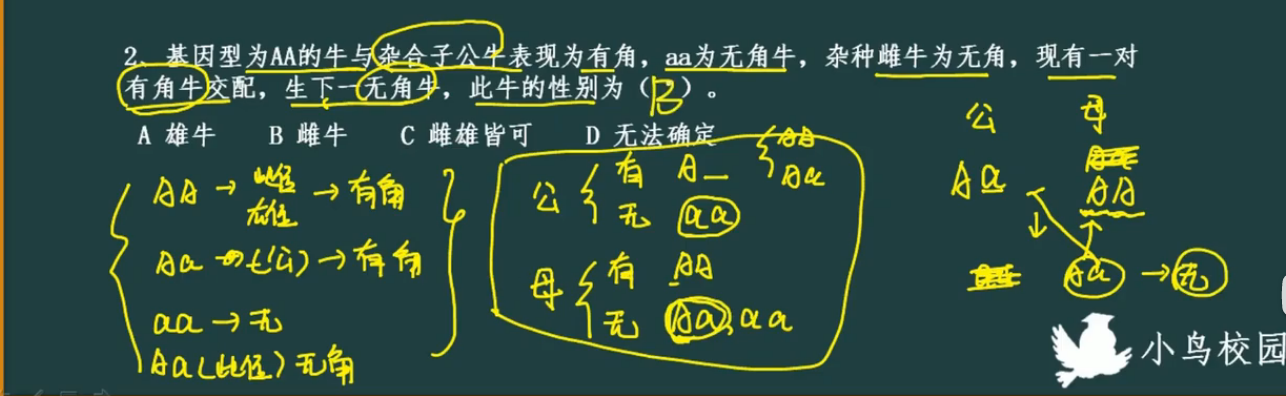 2、基因型为AA的牛与杂合子公牛表现为有角，aa为无角牛，杂种雌牛为无角，现有一对
有角牛交配，生下一无角牛，此牛的性别为（B）。
A 雄牛 B 雌牛 C 雌雄皆可 D 无法确定
AA → 雌性 雄性 → 有角
Aa → (公) → 有角
aa → 无
Aa(雌性) 无角
公 { 有 A_ { AA Aa
无 aa
母 { 有 AA
无 Aa, aa
公 母
Aa AA
Aa → 无
小鸟校园